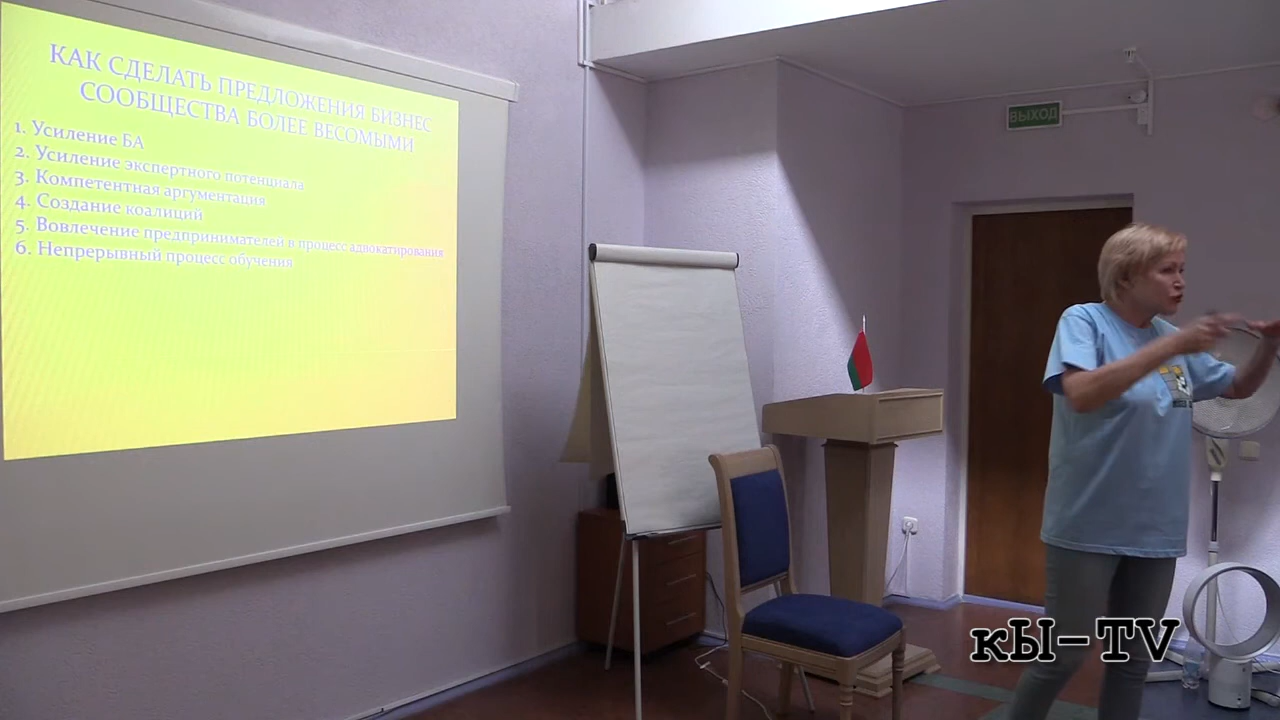 КАК СДЕЛАТЬ ПРЕДЛОЖЕНИЯ БИЗНЕС
СООБЩЕСТВА БОЛЕЕ ВЕСОМЫМИ
1. Усиление БА
2. Усиление экспертного потенциала
3. Компетентная аргументация
4. Создание коалиций
5. Вовлечение предпринимателей в процесс адвокатирования
6. Непрерывный процесс обучения
ВЫХОД
кЫ-TV